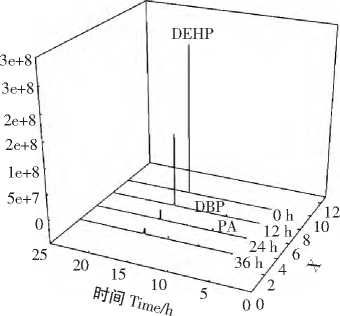 DEHP
3e+8
3e+8
2e+8
2e+8
1e+8
5e+7
0
DBP
PA
0 h
12 h
24 h
36 h
25
20
15
10
5
0
0
2
4
6
8
10
12
X
时间 Time/h